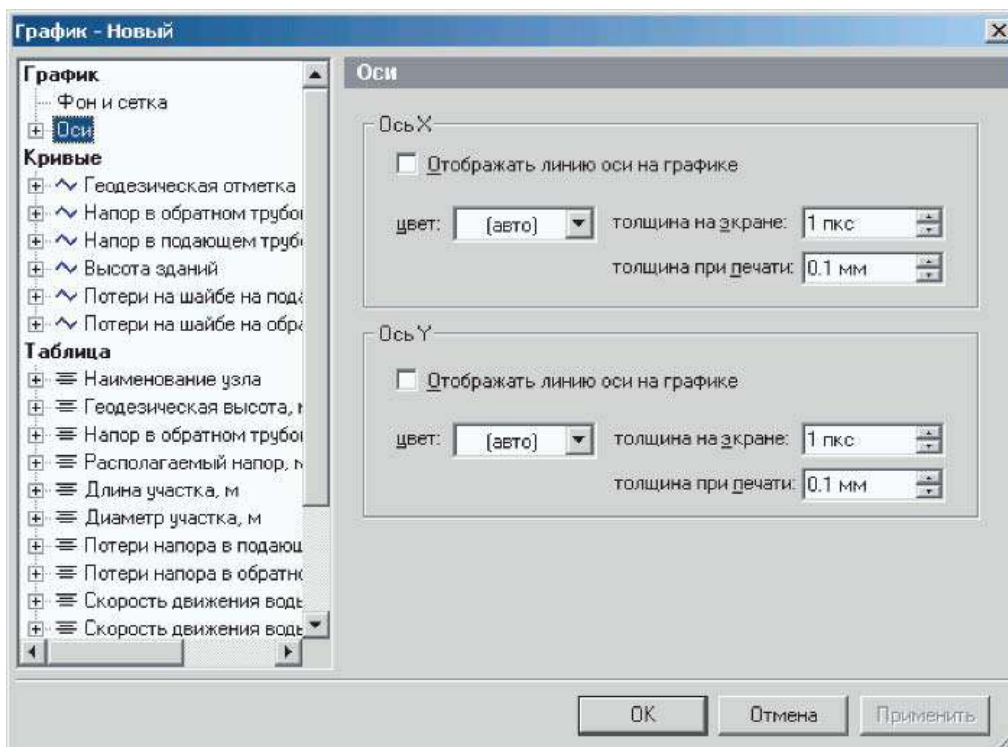 График - Новый
График
Фон и сетка
Оси
Кривые
Геодезическая отметка
Напор в обратном трубо
Напор в подающем труб
Высота зданий
Потери на шайбе на под
Потери на шайбе на обр
Таблица
Наименование узла
Геодезическая высота,
Напор в обратном трубо
Располагаемый напор,
Длина участка, м
Диаметр участка, м
Потери напора в подающ
Потери напора в обратн
Скорость движения воды
Скорость движения воды
Оси
Ось X
Отображать линию оси на графике
цвет: (авто) толщина на экране: 1 пкс
толщина при печати: 0.1 мм
Ось Y
Отображать линию оси на графике
цвет: (авто) толщина на экране: 1 пкс
толщина при печати: 0.1 мм
OK Отмена Применить